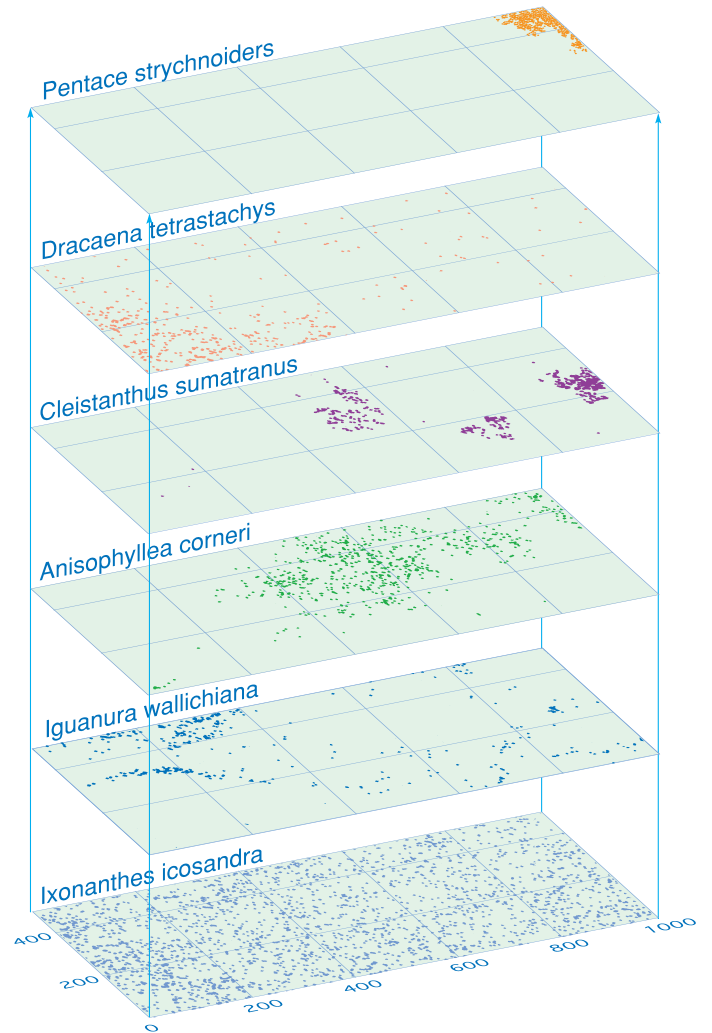 Pentace strychnoiders
Dracaena tetrastachys
Cleistanthus sumatranus
Anisophyllea corneri
Iguanura wallichiana
Ixonanthes icosandra
400
200
0
200
400
600
800
1000